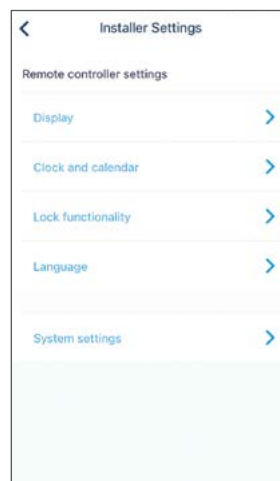 Installer Settings
Remote controller settings
Display
Clock and calendar
Lock functionality
Language
System settings